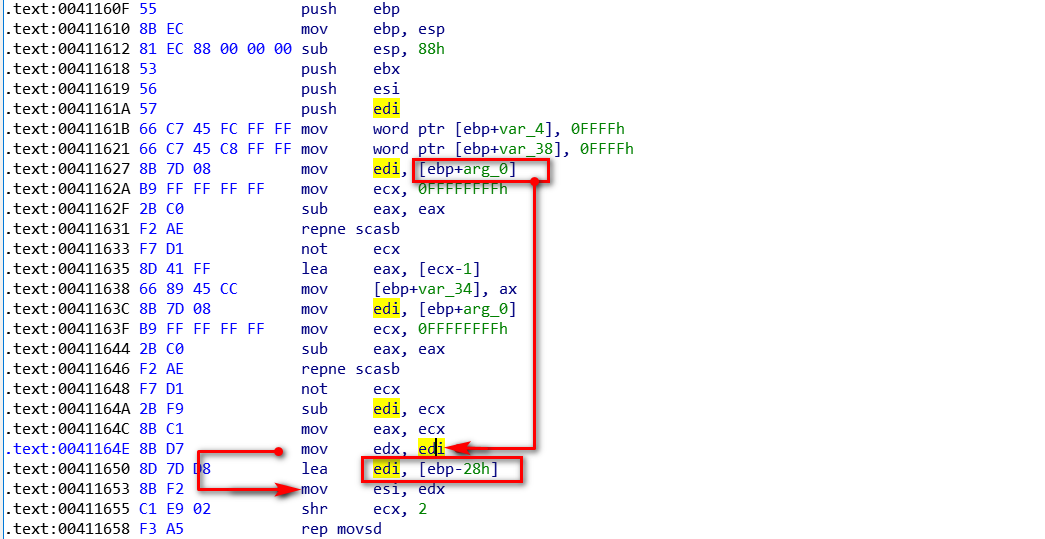 .text:0041160F 55 push ebp
.text:00411610 8B EC mov ebp, esp
.text:00411612 81 EC 88 00 00 00 sub esp, 88h
.text:00411618 53 push ebx
.text:00411619 56 push esi
.text:0041161A 57 push edi
.text:0041161B 66 C7 45 FC FF FF mov word ptr [ebp+var_4], 0FFFFh
.text:00411621 66 C7 45 C8 FF FF mov word ptr [ebp+var_38], 0FFFFh
.text:00411627 8B 7D 08 mov edi, [ebp+arg_0]
.text:0041162A B9 FF FF FF FF mov ecx, 0FFFFFFFFh
.text:0041162F 2B C0 sub eax, eax
.text:00411631 F2 AE repne scasb
.text:00411633 F7 D1 not ecx
.text:00411635 8D 41 FF lea eax, [ecx-1]
.text:00411638 66 89 45 CC mov [ebp+var_34], ax
.text:0041163C 8B 7D 08 mov edi, [ebp+arg_0]
.text:0041163F B9 FF FF FF FF mov ecx, 0FFFFFFFFh
.text:00411644 2B C0 sub eax, eax
.text:00411646 F2 AE repne scasb
.text:00411648 F7 D1 not ecx
.text:0041164A 2B F9 sub edi, ecx
.text:0041164C 8B C1 mov eax, ecx
.text:0041164E 8B D7 mov edx, edi
.text:00411650 8D 7D D8 lea edi, [ebp-28h]
.text:00411653 8B F2 mov esi, edx
.text:00411655 C1 E9 02 shr ecx, 2
.text:00411658 F3 A5 rep movsd